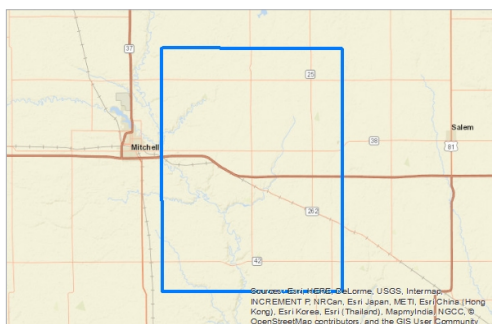 37
25
Mitchell
38
Salem
81
262
42
Sources: Esri, HERE, DeLorme, USGS, Intermap,
INCREMENT P, NRCan, Esri Japan, METI, Esri China (Hong
Kong), Esri Korea, Esri (Thailand), MapmyIndia, NGCC, ©
OpenStreetMap contributors, and the GIS User Community